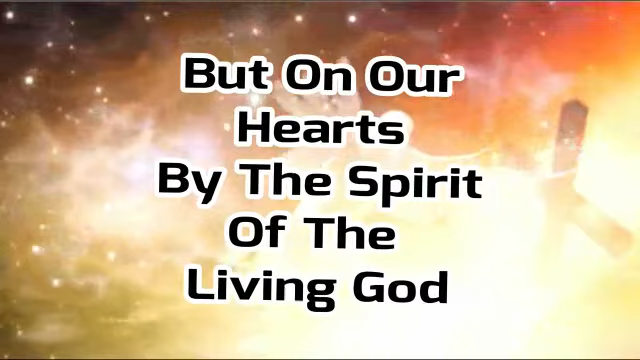 But On Our
Hearts
By The Spirit
Of The
Living God